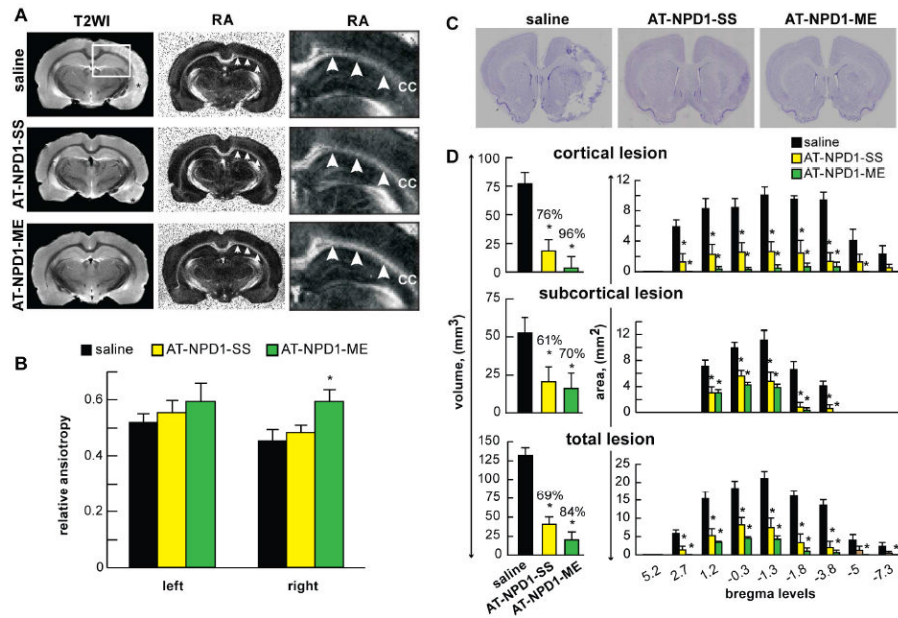 A
T2WI
RA
RA
saline
*
CC
AT-NPD1-SS
*
CC
AT-NPD1-ME
CC
B
saline
AT-NPD1-SS
AT-NPD1-ME
relative ansiotropy
0.6
0.4
0.2
0
*
left
right
C
saline
AT-NPD1-SS
AT-NPD1-ME
D
saline
AT-NPD1-SS
AT-NPD1-ME
cortical lesion
100
75
50
25
0
76%
*
96%
*
12
8
4
0
* * * * * * *
subcortical lesion
75
50
25
0
61%
*
70%
*
12
8
4
0
* * * * * * * * * *
total lesion
150
125
100
75
50
25
0
69%
*
84%
*
25
20
15
10
5
0
* * * * * * * * * * * * * *
volume, (mm3)
area, (mm2)
saline
AT-NPD1-SS
AT-NPD1-ME
5.2
2.7
1.2
-0.3
-1.3
-1.8
-3.8
-5
-7.3
bregma levels